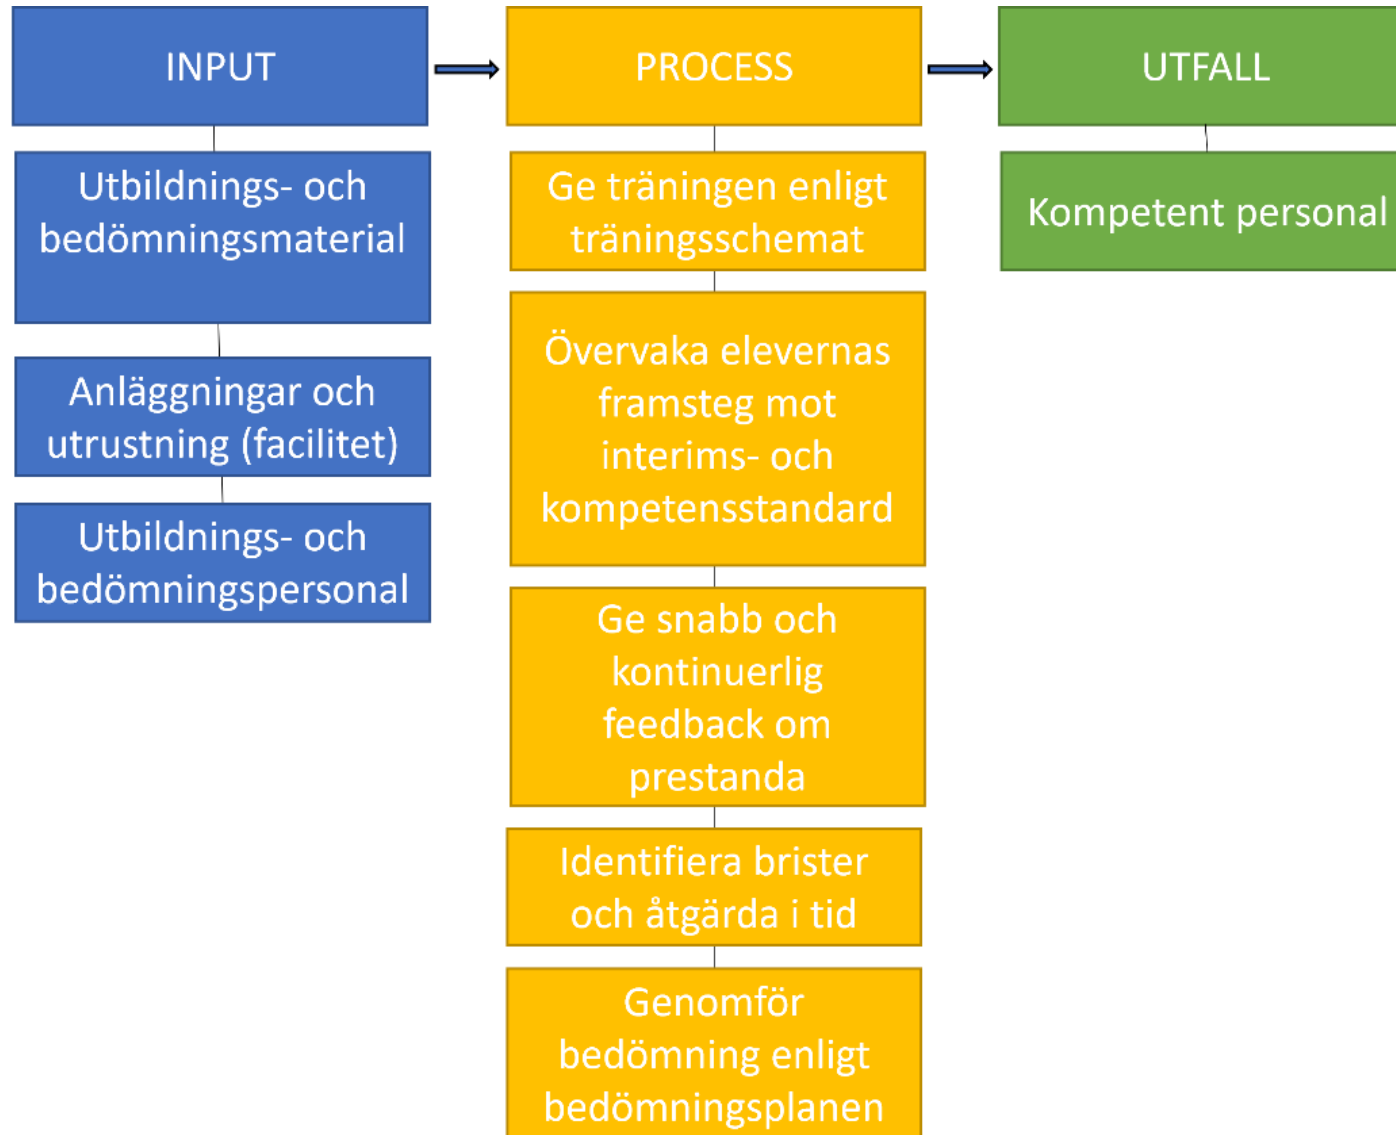 INPUT
Utbildnings- och
bedömningsmaterial
Anläggningar och
utrustning (facilitet)
Utbildnings- och
bedömningspersonal
PROCESS
Ge träningen enligt
träningsschemat
Övervaka elevernas
framsteg mot
interims- och
kompetensstandard
Ge snabb och
kontinuerlig
feedback om
prestanda
Identifiera brister
och åtgärda i tid
Genomför
bedömning enligt
bedömningsplanen
UTFALL
Kompetent personal